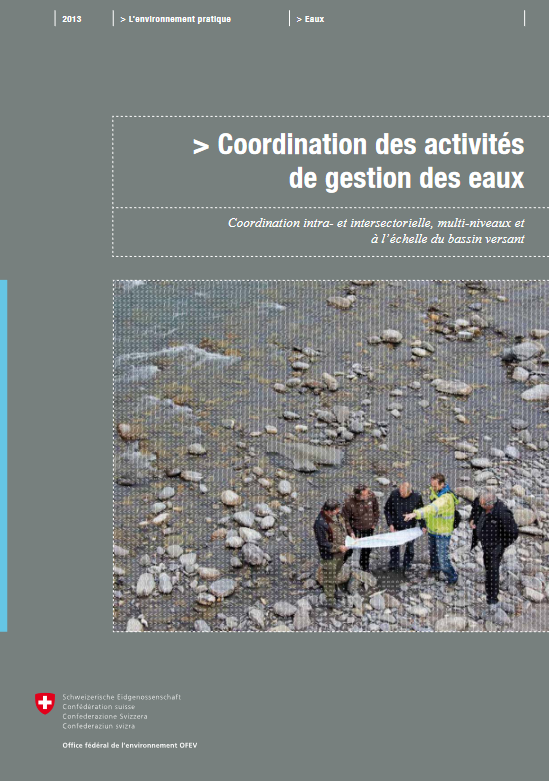 2013 > L'environnement pratique > Eaux
> Coordination des activités
de gestion des eaux
Coordination intra- et intersectorielle, multi-niveaux et
à l'échelle du bassin versant
Schweizerische Eidgenossenschaft
Confédération suisse
Confederazione Svizzera
Confederaziun svizra
Office fédéral de l'environnement OFEV